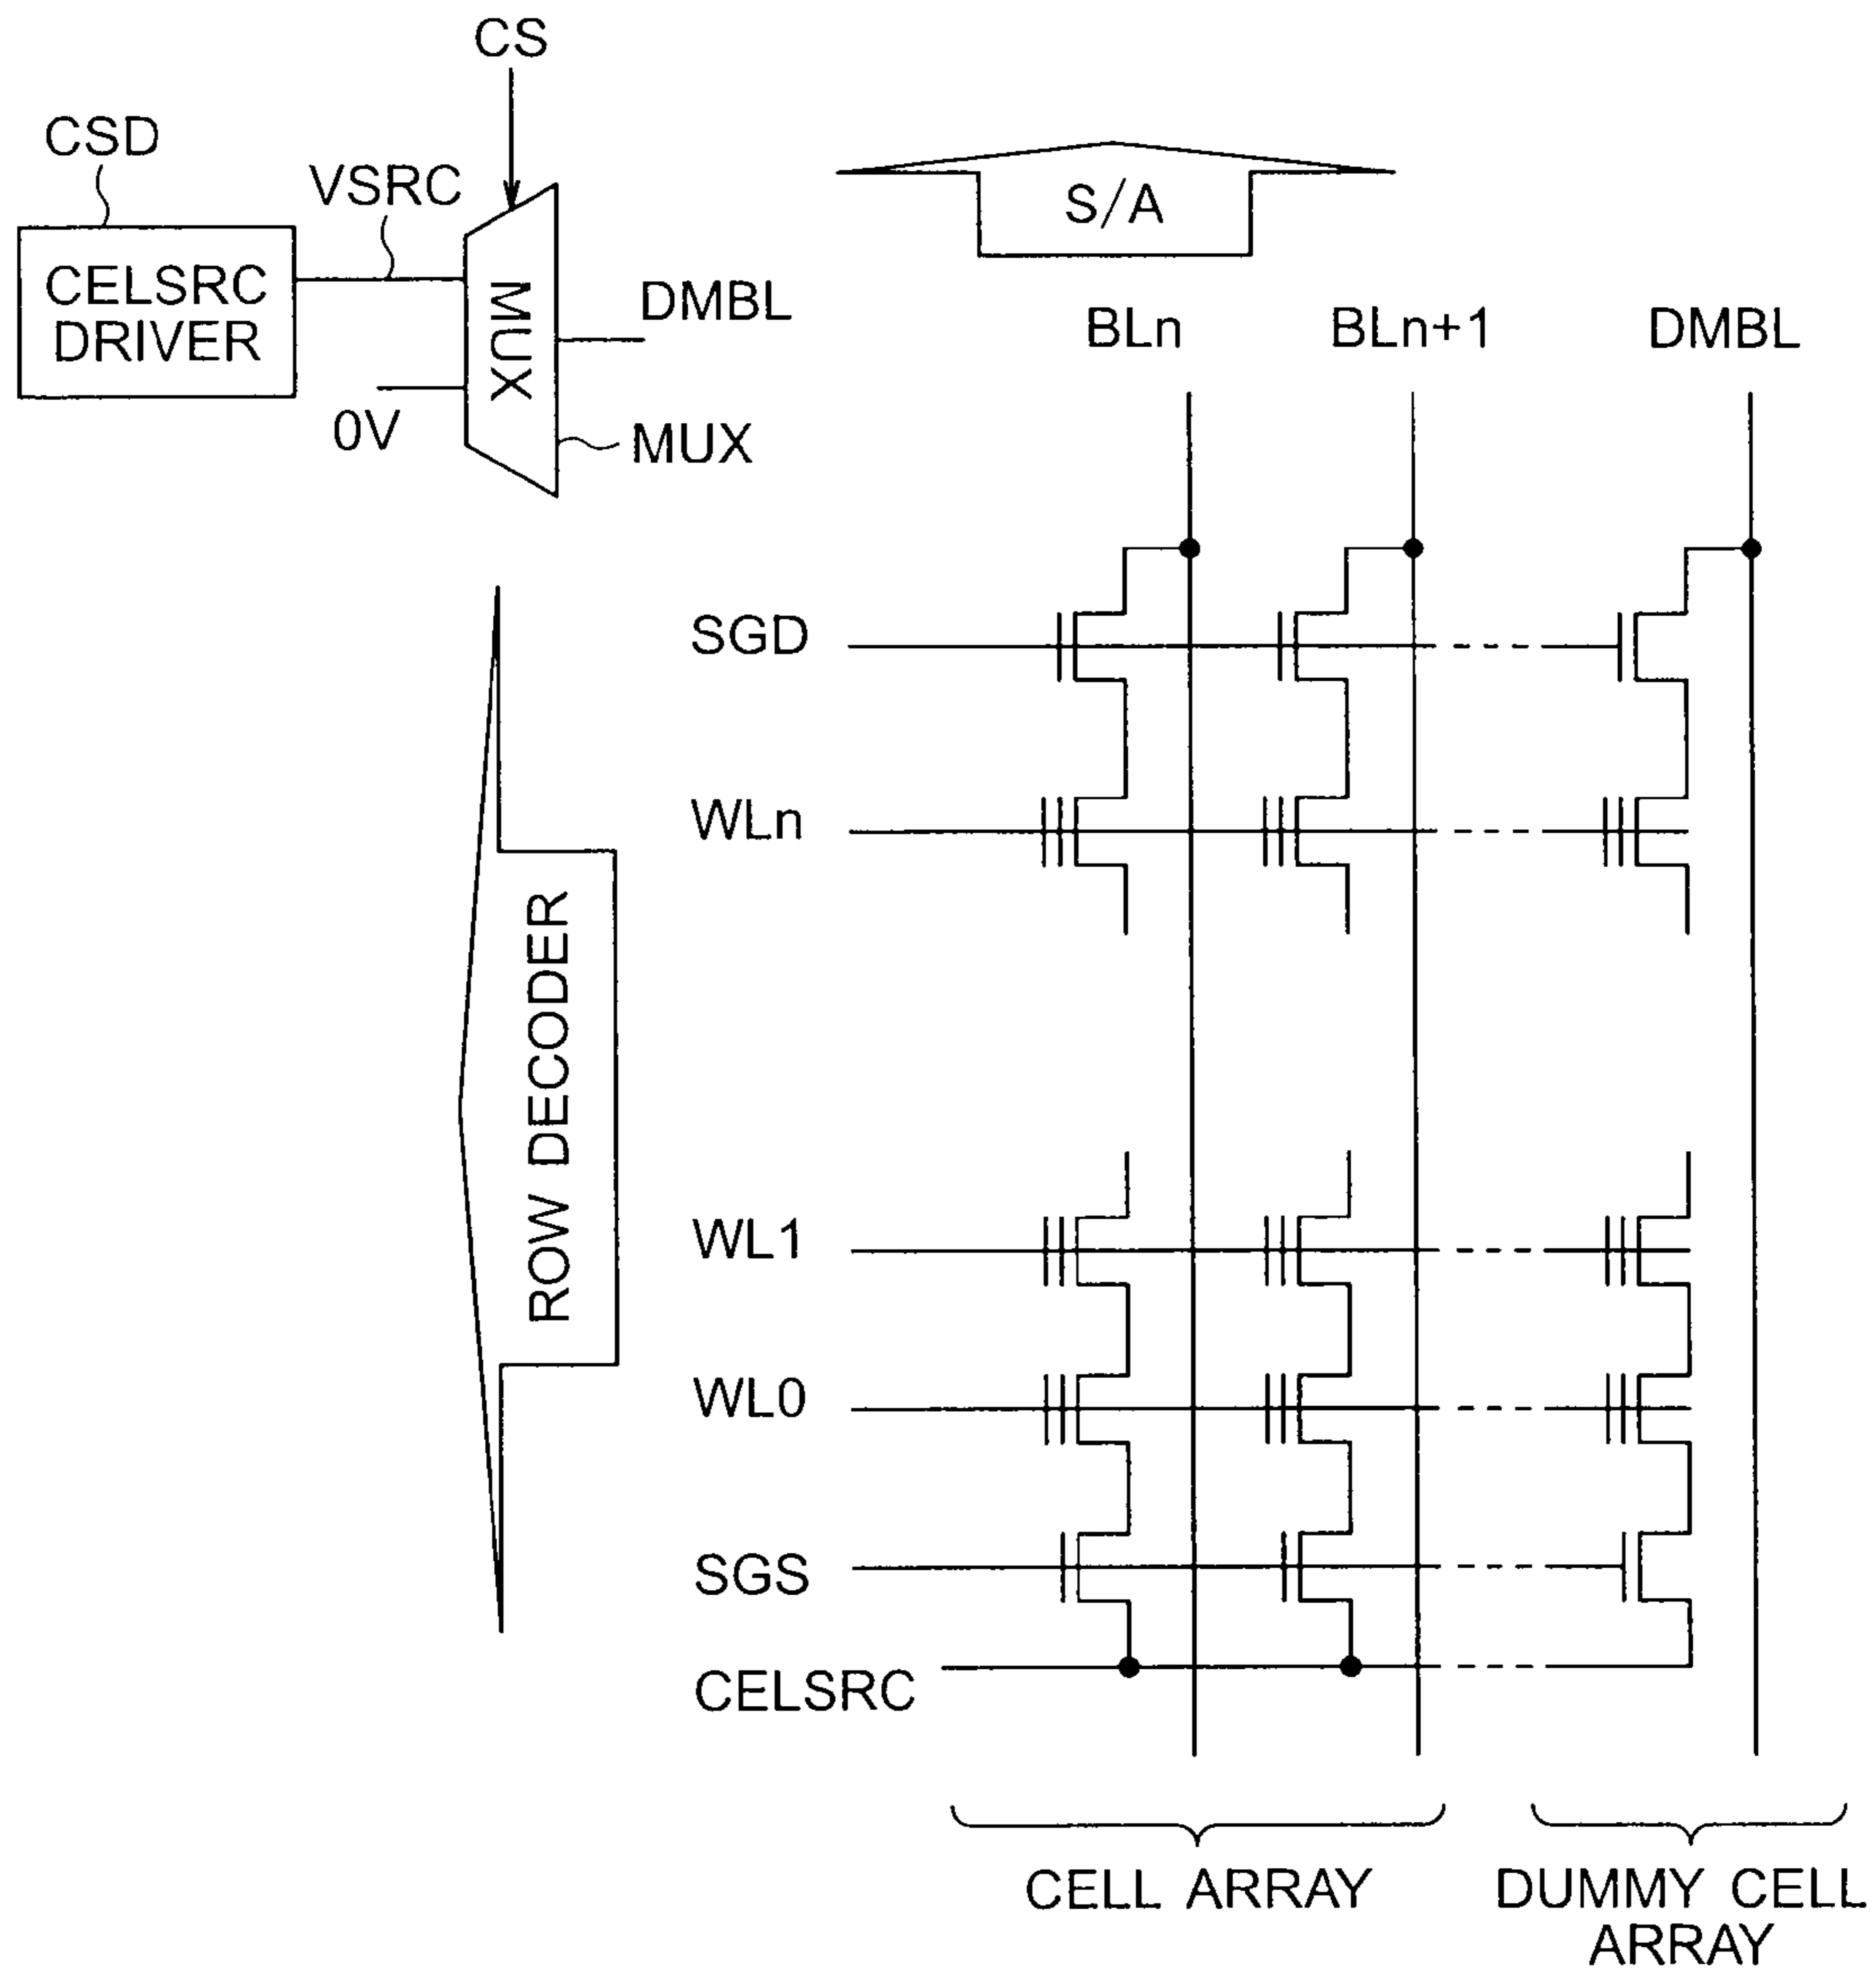 CS
CSD
VSRC
CELSRC
DRIVER
MUX
DMBL
0V
MUX
S/A
BLn
BLn+1
DMBL
SGD
WLn
ROW DECODER
WL1
WL0
SGS
CELSRC
CELL ARRAY
DUMMY CELL
ARRAY